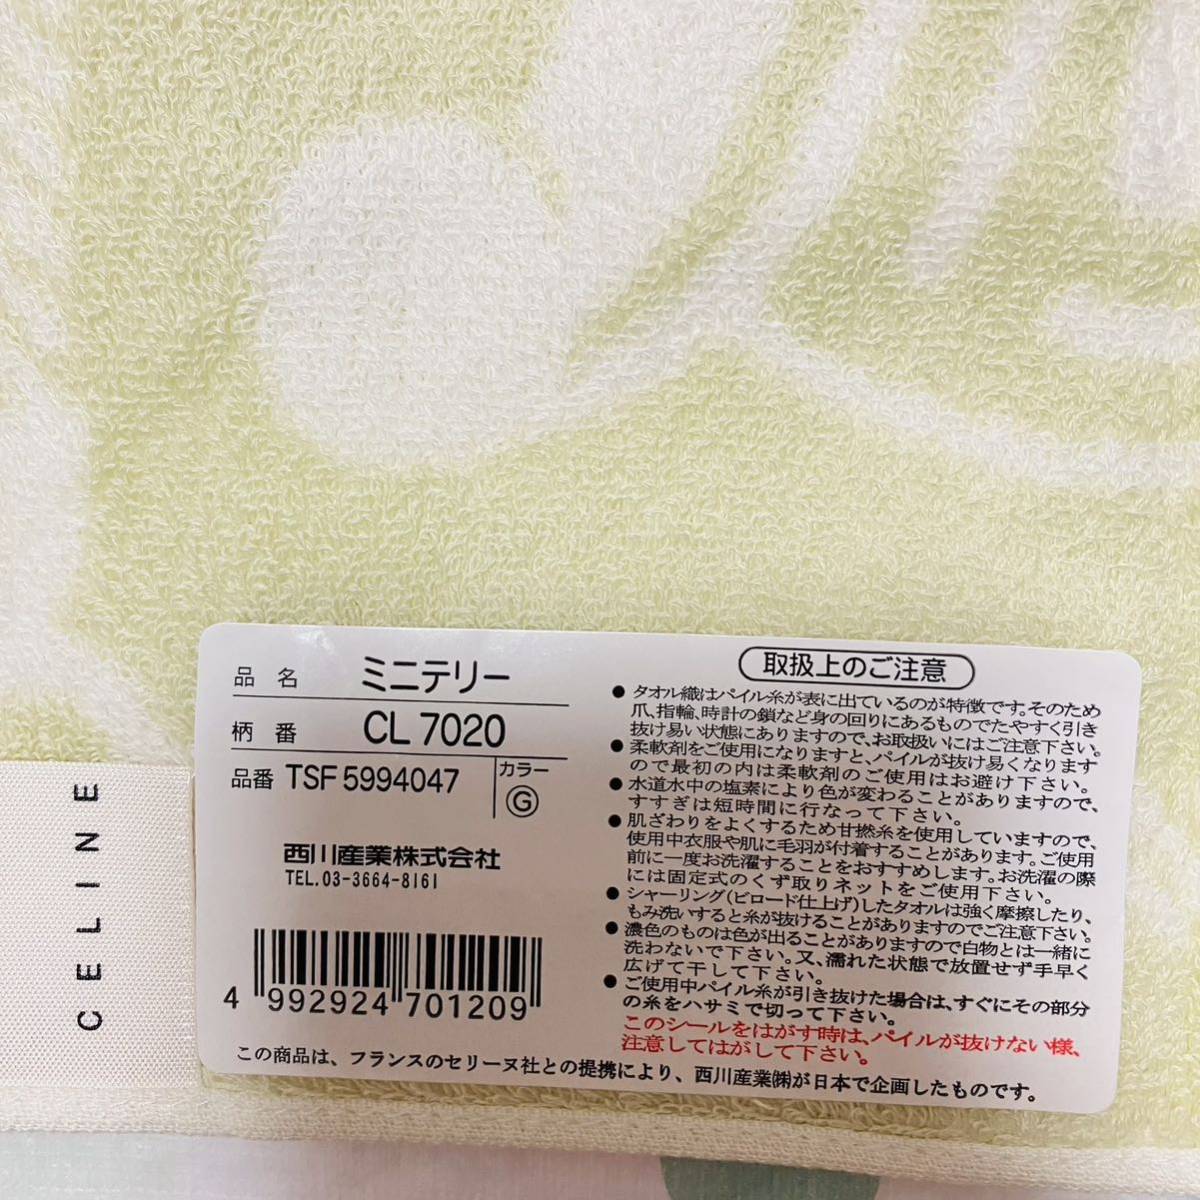 CELINE
品名 ミニテリー
柄番 CL 7020
品番 TSF 5994047 カラー Ⓖ
西川産業株式会社
TEL.03-3664-8161
4 992924 701209
取扱上のご注意
● タオル織はパイル糸が表に出ているのが特徴です。そのため
爪、指輪、時計の鎖など身の回りにあるものでたやすく引き
抜け易い状態にありますので、お取扱いにはご注意下さい。
● 柔軟剤をご使用になりますと、パイルが抜け易くなります
ので最初の内は柔軟剤のご使用はお避け下さい。
● 水道水中の塩素により色が変わることがありますので、
すすぎは短時間に行なって下さい。
● 肌ざわりをよくするため甘撚糸を使用していますので、
使用中衣服や肌に毛羽が付着することがあります。ご使用
前に一度お洗濯することをおすすめします。お洗濯の際
には固定式のくず取りネットをご使用下さい。
● シャーリング(ビロード仕上げ)したタオルは強く摩擦したり、
もみ洗いすると糸が抜けることがありますのでご注意下さい。
● 濃色のものは色が出ることがありますので白物とは一緒に
洗わないで下さい。又、濡れた状態で放置せず手早く
広げて干して下さい。
● ご使用中パイル糸が引き抜けた場合は、すぐにその部分
の糸をハサミで切って下さい。
このシールをはがす時は、パイルが抜けない様、
注意してはがして下さい。
この商品は、フランスのセリーヌ社との提携により、西川産業㈱が日本で企画したものです。